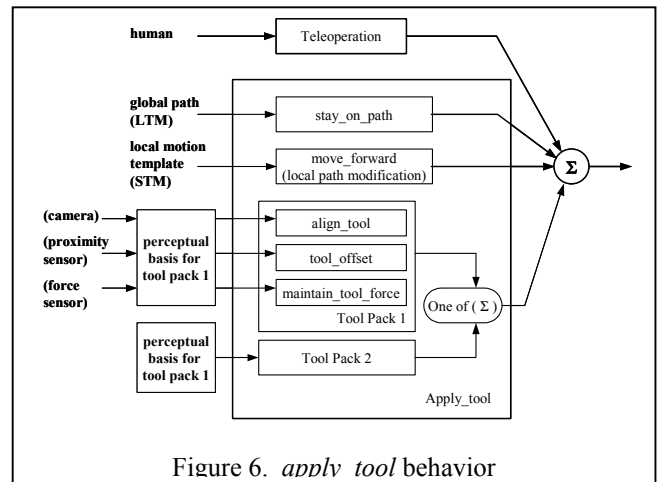 human
Teleoperation
global path
(LTM)
stay_on_path
local motion
template
(STM)
move_forward
(local path modification)
Σ
(camera)
(proximity
sensor)
(force
sensor)
perceptual
basis for
tool pack 1
align_tool
tool_offset
maintain_tool_force
Tool Pack 1
One of ( Σ )
perceptual
basis for
tool pack 1
Tool Pack 2
Apply_tool
Figure 6. apply_tool behavior